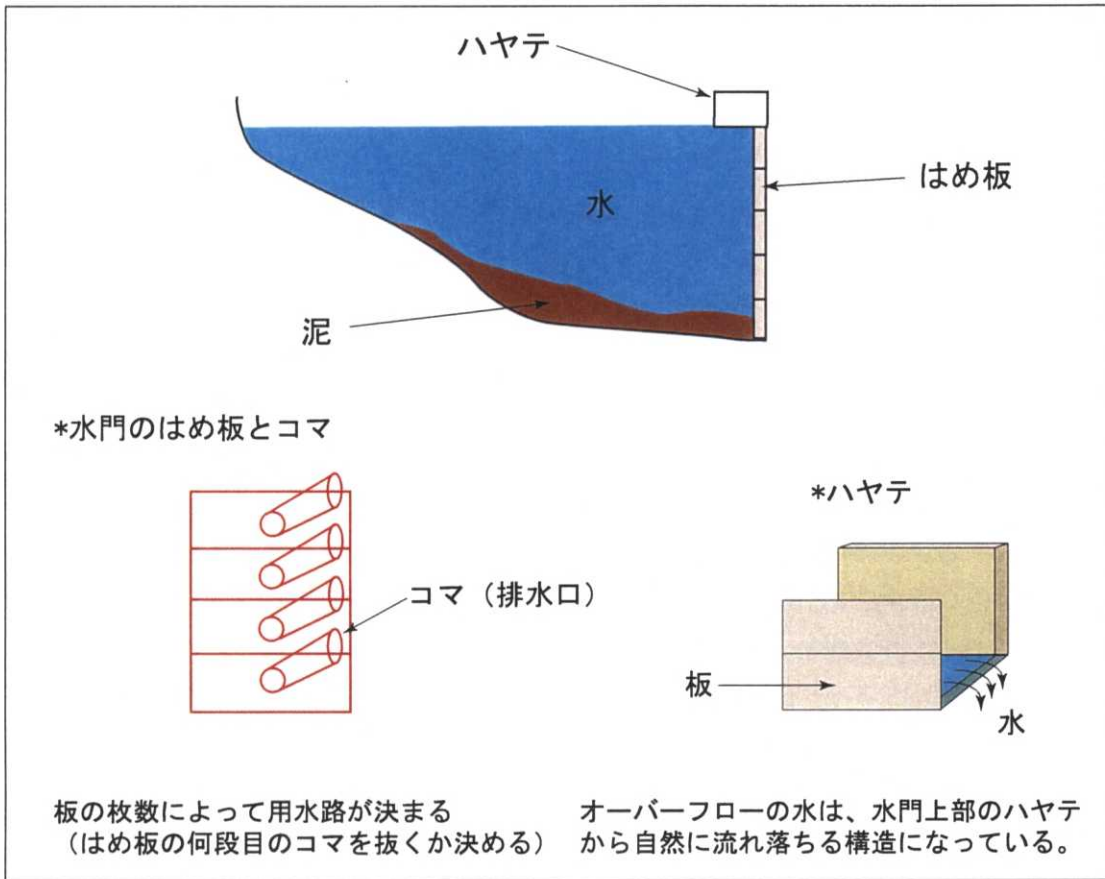 ハヤテ
はめ板
水
泥
*水門のはめ板とコマ
*ハヤテ
コマ（排水口）
板
水
板の枚数によって用水路が決まる
（はめ板の何段目のコマを抜くか決める）
オーバーフローの水は、水門上部のハヤテ
から自然に流れ落ちる構造になっている。